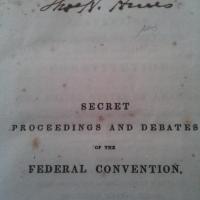 SECRET
PROCEEDINGS AND DEBATES
OF THE
FEDERAL CONVENTION,